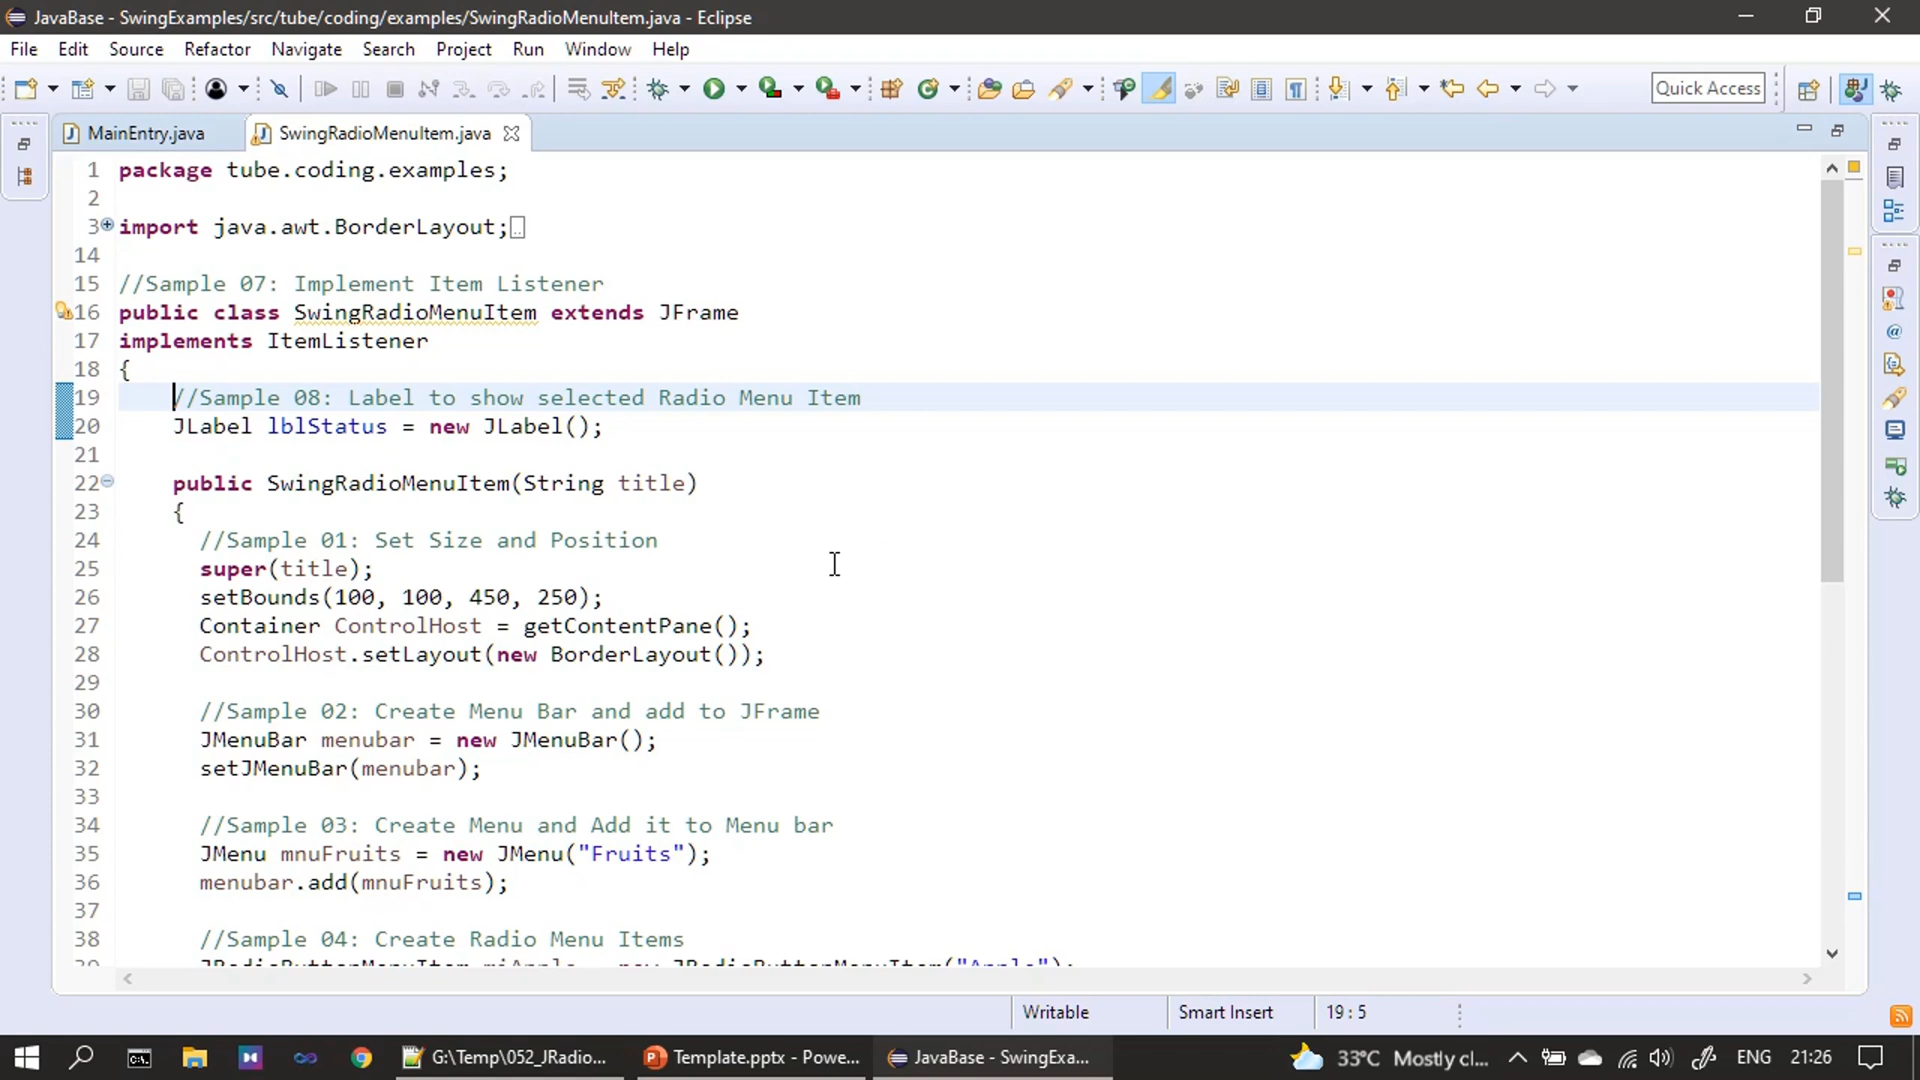 JavaBase - SwingExamples/src/tube/coding/examples/SwingRadioMenuItem.java - Eclipse
File Edit Source Refactor Navigate Search Project Run Window Help
Quick Access
MainEntry.java SwingRadioMenuItem.java
1 package tube.coding.examples;
2
3 import java.awt.BorderLayout;
14
15 //Sample 07: Implement Item Listener
16 public class SwingRadioMenuItem extends JFrame
17 implements ItemListener
18 {
19 //Sample 08: Label to show selected Radio Menu Item
20 JLabel lblStatus = new JLabel();
21
22 public SwingRadioMenuItem(String title)
23 {
24 //Sample 01: Set Size and Position
25 super(title);
26 setBounds(100, 100, 450, 250);
27 Container ControlHost = getContentPane();
28 ControlHost.setLayout(new BorderLayout());
29
30 //Sample 02: Create Menu Bar and add to JFrame
31 JMenuBar menubar = new JMenuBar();
32 setJMenuBar(menubar);
33
34 //Sample 03: Create Menu and Add it to Menu bar
35 JMenu mnuFruits = new JMenu("Fruits");
36 menubar.add(mnuFruits);
37
38 //Sample 04: Create Radio Menu Items
39 JRadioButtonMenuItem miApple = new JRadioButtonMenuItem("Apple");
Writable Smart Insert 19 : 5
G:\Temp\052_JRadio... Template.pptx - Powe... JavaBase - SwingExa... 33°C Mostly cl... ENG 21:26